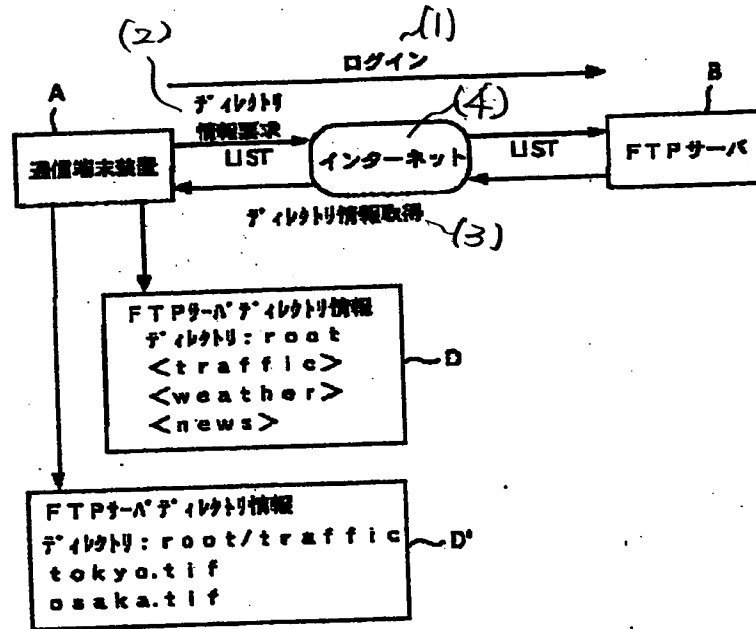 (1)
(2)
ログイン
A
ディレクトリ
情報要求
(4)
B
通信端末装置
LIST
インターネット
LIST
FTPサーバ
ディレクトリ情報取得
(3)
FTPサーバディレクトリ情報
ディレクトリ:root
<traffic>
<weather>
<news>
D
FTPサーバディレクトリ情報
ディレクトリ:root/traffic
tokyo.tif
osaka.tif
D'